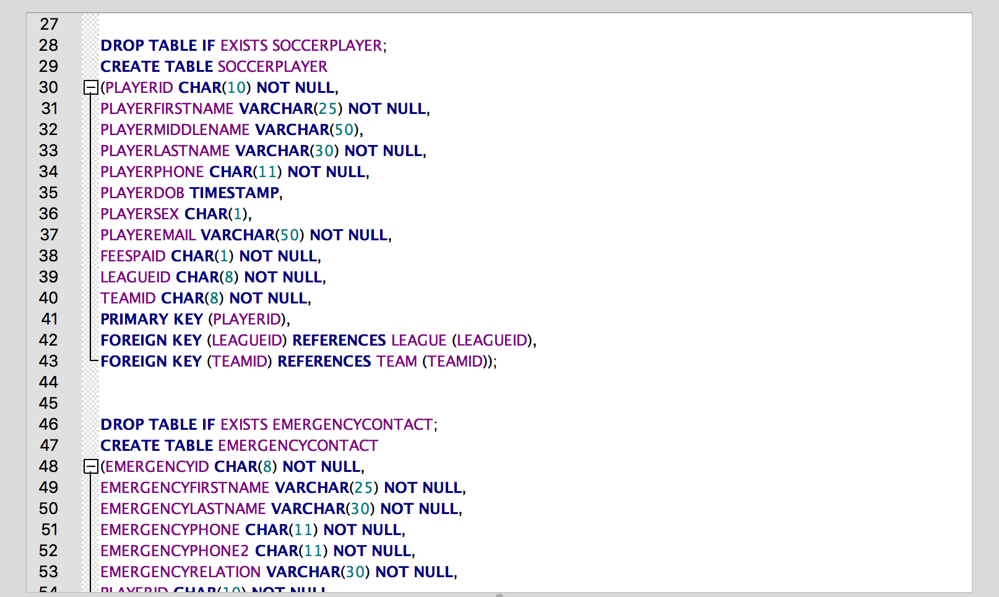 27
28 DROP TABLE IF EXISTS SOCCERPLAYER;
29 CREATE TABLE SOCCERPLAYER
30 (PLAYERID CHAR(10) NOT NULL,
31 PLAYERFIRSTNAME VARCHAR(25) NOT NULL,
32 PLAYERMIDDLENAME VARCHAR(50),
33 PLAYERLASTNAME VARCHAR(30) NOT NULL,
34 PLAYERPHONE CHAR(11) NOT NULL,
35 PLAYERDOB TIMESTAMP,
36 PLAYERSEX CHAR(1),
37 PLAYEREMAIL VARCHAR(50) NOT NULL,
38 FEESPAID CHAR(1) NOT NULL,
39 LEAGUEID CHAR(8) NOT NULL,
40 TEAMID CHAR(8) NOT NULL,
41 PRIMARY KEY (PLAYERID),
42 FOREIGN KEY (LEAGUEID) REFERENCES LEAGUE (LEAGUEID),
43 FOREIGN KEY (TEAMID) REFERENCES TEAM (TEAMID));
44
45
46 DROP TABLE IF EXISTS EMERGENCYCONTACT;
47 CREATE TABLE EMERGENCYCONTACT
48 (EMERGENCYID CHAR(8) NOT NULL,
49 EMERGENCYFIRSTNAME VARCHAR(25) NOT NULL,
50 EMERGENCYLASTNAME VARCHAR(30) NOT NULL,
51 EMERGENCYPHONE CHAR(11) NOT NULL,
52 EMERGENCYPHONE2 CHAR(11) NOT NULL,
53 EMERGENCYRELATION VARCHAR(30) NOT NULL,
54 PLAYERID CHAR(10) NOT NULL